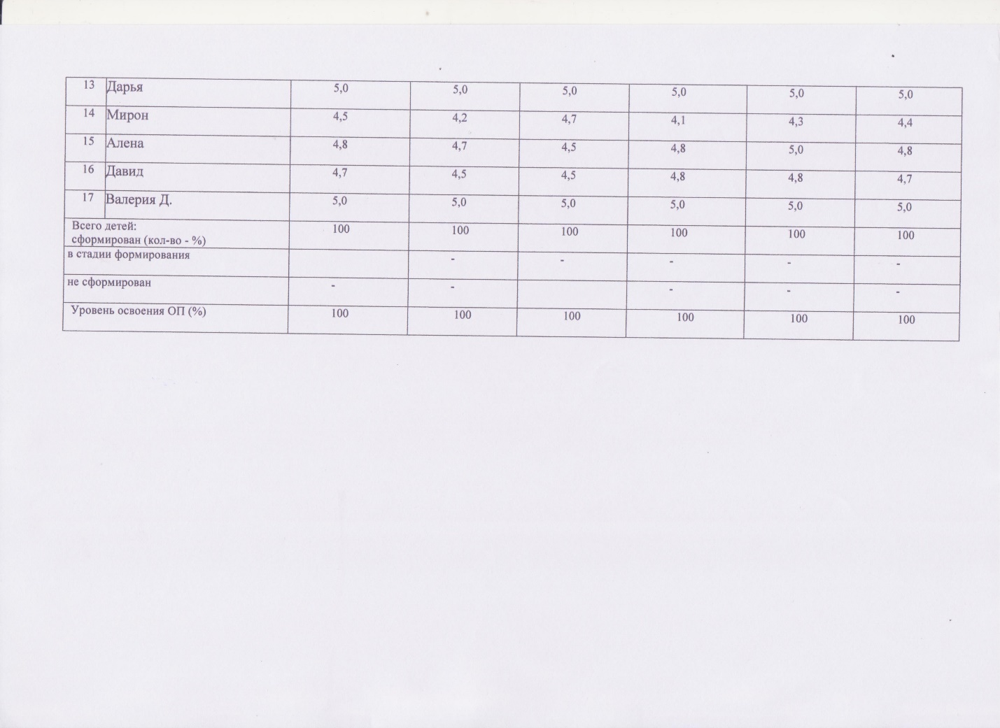 13 Дарья 5,0 5,0 5,0 5,0 5,0 5,0
14 Мирон 4,5 4,2 4,7 4,1 4,3 4,4
15 Алена 4,8 4,7 4,5 4,8 5,0 4,8
16 Давид 4,7 4,5 4,5 4,8 4,8 4,7
17 Валерия Д. 5,0 5,0 5,0 5,0 5,0 5,0
Всего детей:
сформирован (кол-во - %) 100 100 100 100 100 100
в стадии формирования - - - - -
не сформирован - - - - -
Уровень освоения ОП (%) 100 100 100 100 100 100